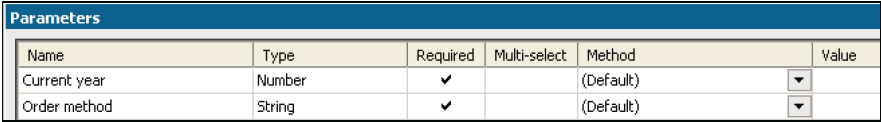 Parameters
Name Type Required Multi-select Method Value
Current year Number ✔ (Default)
Order method String ✔ (Default)